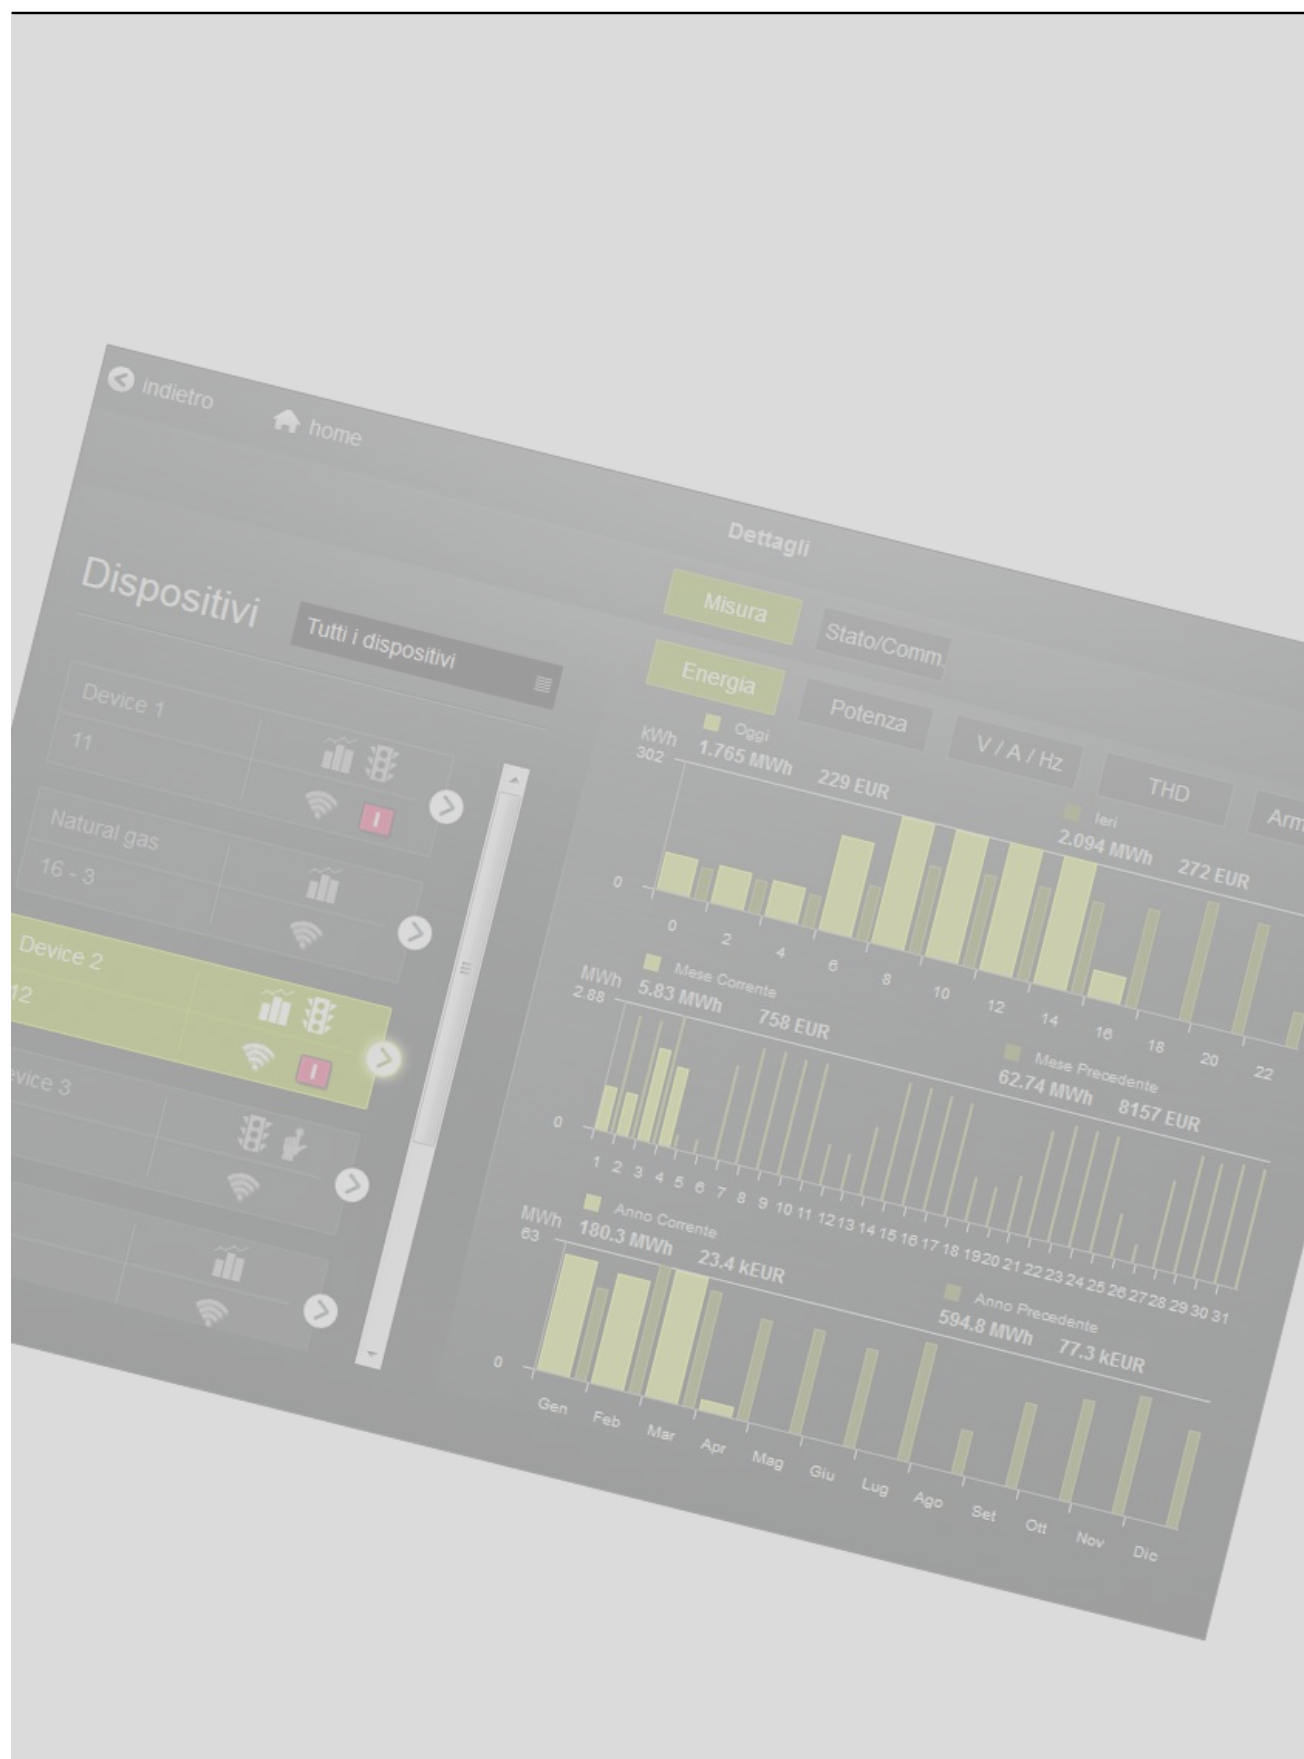 indietro
home
Dettagli
Dispositivi
Tutti i dispositivi
Device 1
11
Natural gas
16 - 3
Device 2
12
vice 3
Misura
Stato/Comm.
Energia
Potenza
V / A / Hz
THD
Arm
kWh
302
Oggi
1.765 MWh 229 EUR
Ieri
2.094 MWh 272 EUR
0
0 2 4 6 8 10 12 14 16 18 20 22
MWh
2.88
Mese Corrente
5.83 MWh 758 EUR
Mese Precedente
62.74 MWh 8157 EUR
0
1 2 3 4 5 6 7 8 9 10 11 12 13 14 15 16 17 18 19 20 21 22 23 24 25 26 27 28 29 30 31
MWh
63
Anno Corrente
180.3 MWh 23.4 kEUR
Anno Precedente
594.8 MWh 77.3 kEUR
0
Gen Feb Mar Apr Mag Giu Lug Ago Set Ott Nov Dic